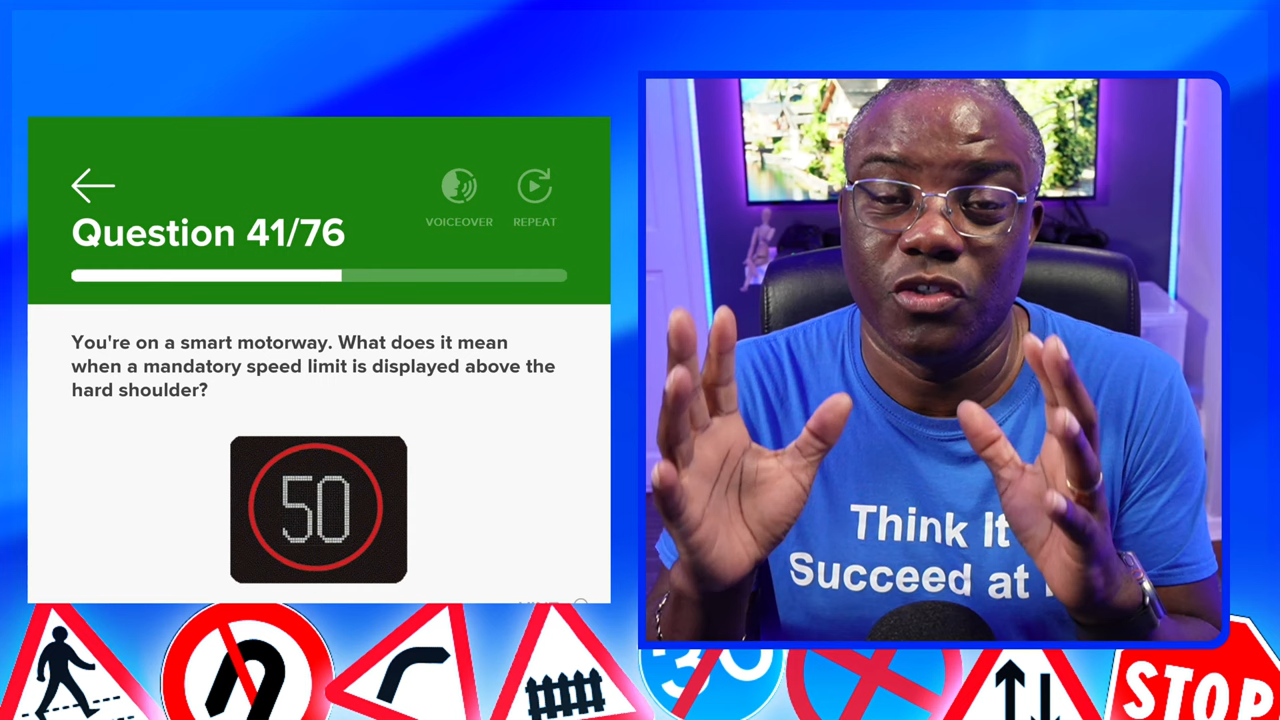 VOICEOVER
REPEAT
Question 41/76
You're on a smart motorway. What does it mean
when a mandatory speed limit is displayed above the
hard shoulder?
50
Think It
Succeed at
30
STOP